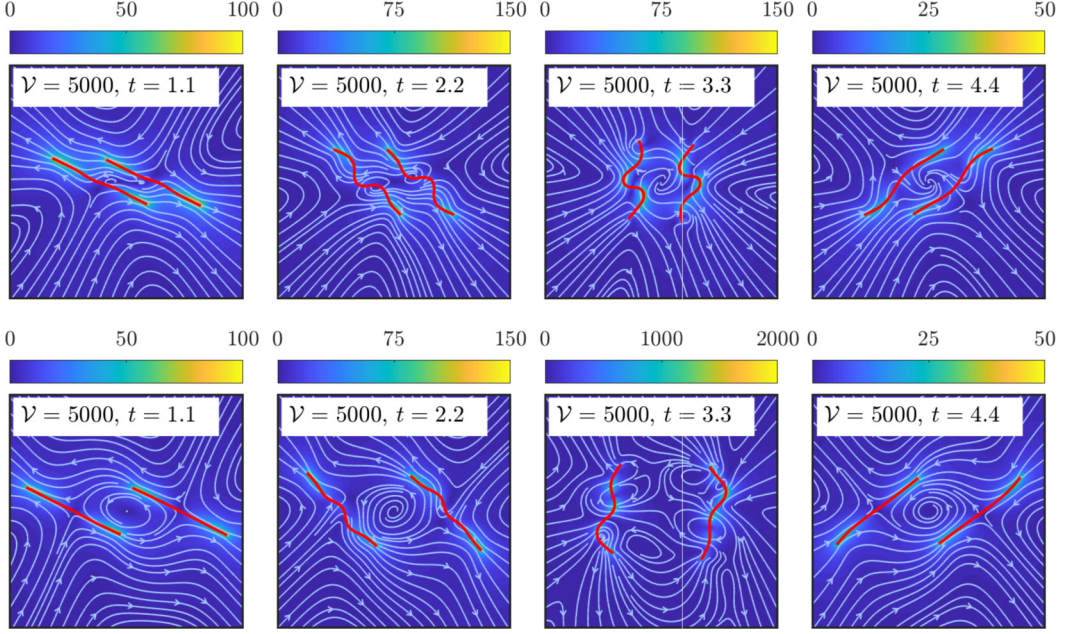 0 50 100 0 75 150 0 75 150 0 25 50
𝒱 = 5000, t = 1.1 𝒱 = 5000, t = 2.2 𝒱 = 5000, t = 3.3 𝒱 = 5000, t = 4.4
0 50 100 0 75 150 0 1000 2000 0 25 50
𝒱 = 5000, t = 1.1 𝒱 = 5000, t = 2.2 𝒱 = 5000, t = 3.3 𝒱 = 5000, t = 4.4